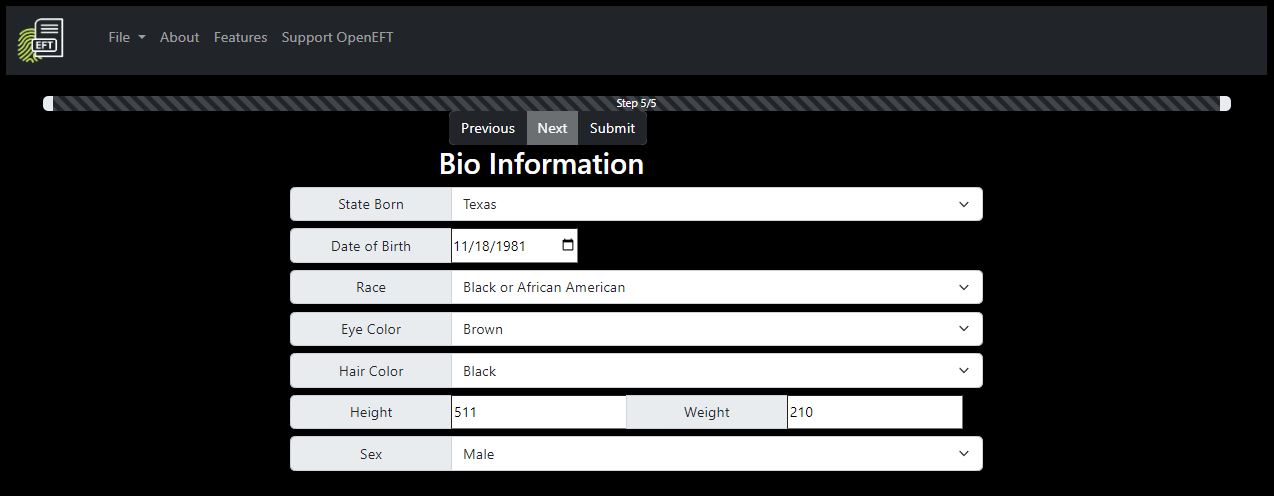 EFT File About Features Support OpenEFT
Step 5/5
Previous Next Submit
Bio Information
State Born Texas
Date of Birth 11/18/1981
Race Black or African American
Eye Color Brown
Hair Color Black
Height 511 Weight 210
Sex Male